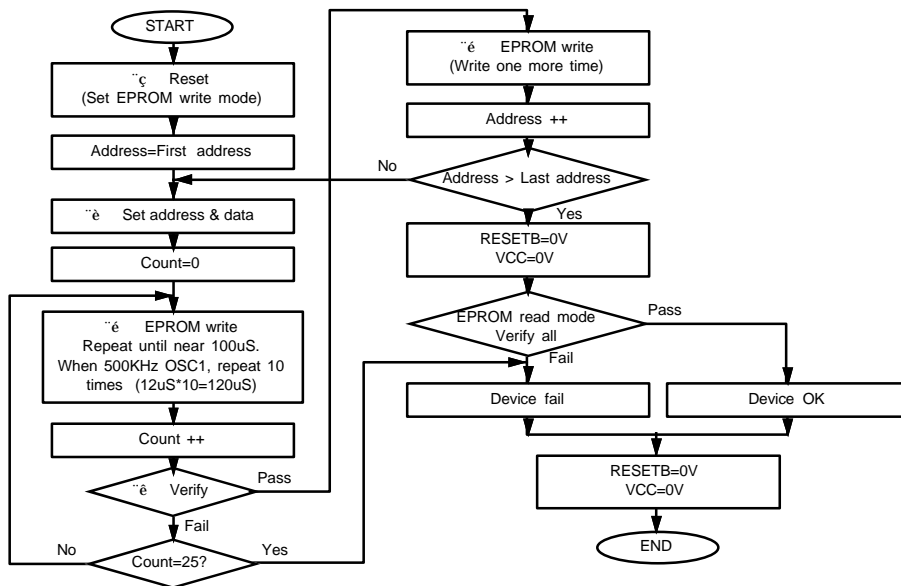 START
¨ç Reset
(Set EPROM write mode)
Address=First address
¨è Set address & data
Count=0
¨é EPROM write
Repeat until near 100uS.
When 500KHz OSC1, repeat 10
times (12uS*10=120uS)
Count ++
¨ê Verify
Pass
Fail
Count=25?
No
Yes
¨é EPROM write
(Write one more time)
Address ++
Address > Last address
No
Yes
RESETB=0V
VCC=0V
EPROM read mode
Verify all
Pass
Fail
Device fail
Device OK
RESETB=0V
VCC=0V
END